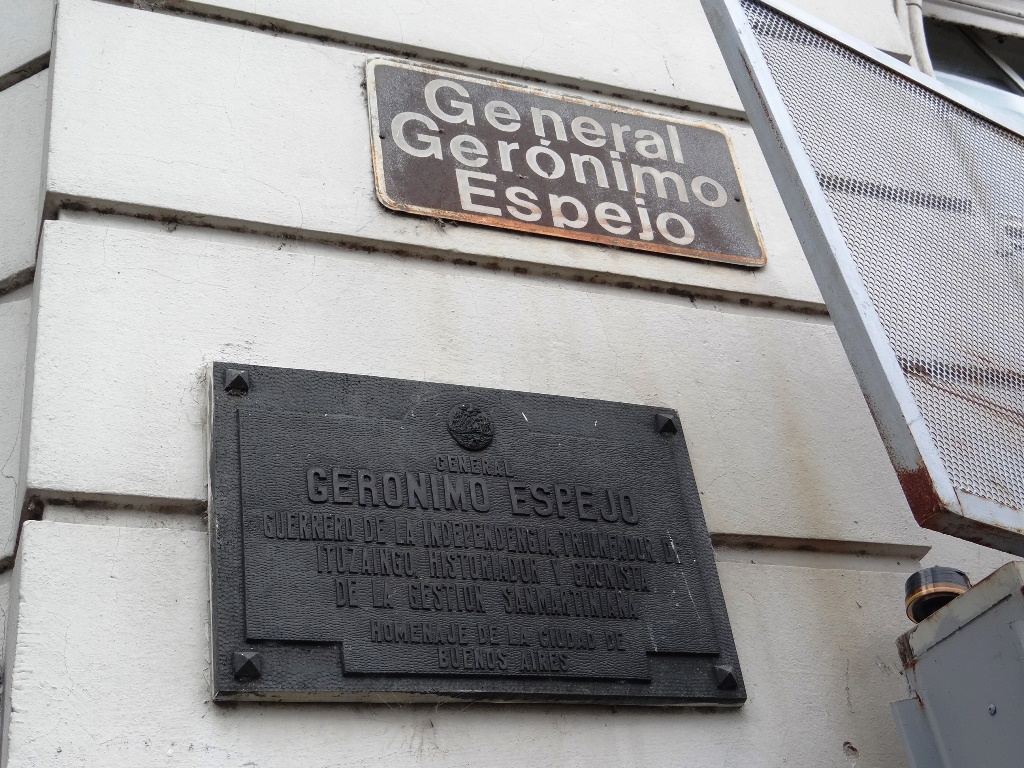 General
Gerónimo
Espejo
GENERAL
GERONIMO ESPEJO
GUERRERO DE LA INDEPENDENCIA, TRIUNFADOR DE
ITUZAINGO, HISTORIADOR Y CRONISTA
DE LA GESTION SANMARTINIANA
HOMENAJE DE LA CIUDAD DE
BUENOS AIRES